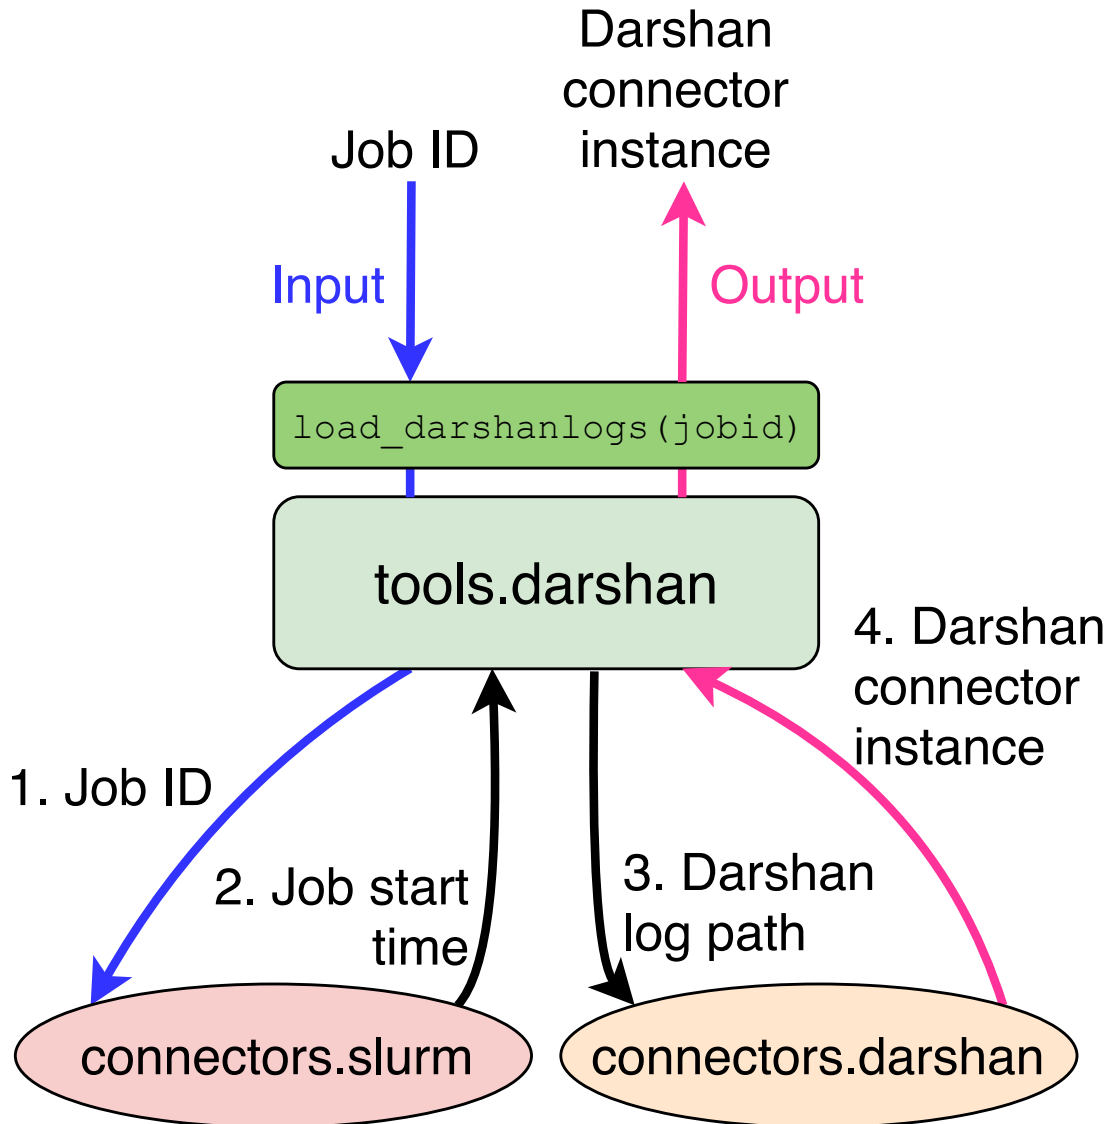 Darshan
connector
instance
Job ID
Input
Output
load_darshanlogs(jobid)
tools.darshan
4. Darshan
connector
instance
1. Job ID
2. Job start
time
3. Darshan
log path
connectors.slurm
connectors.darshan